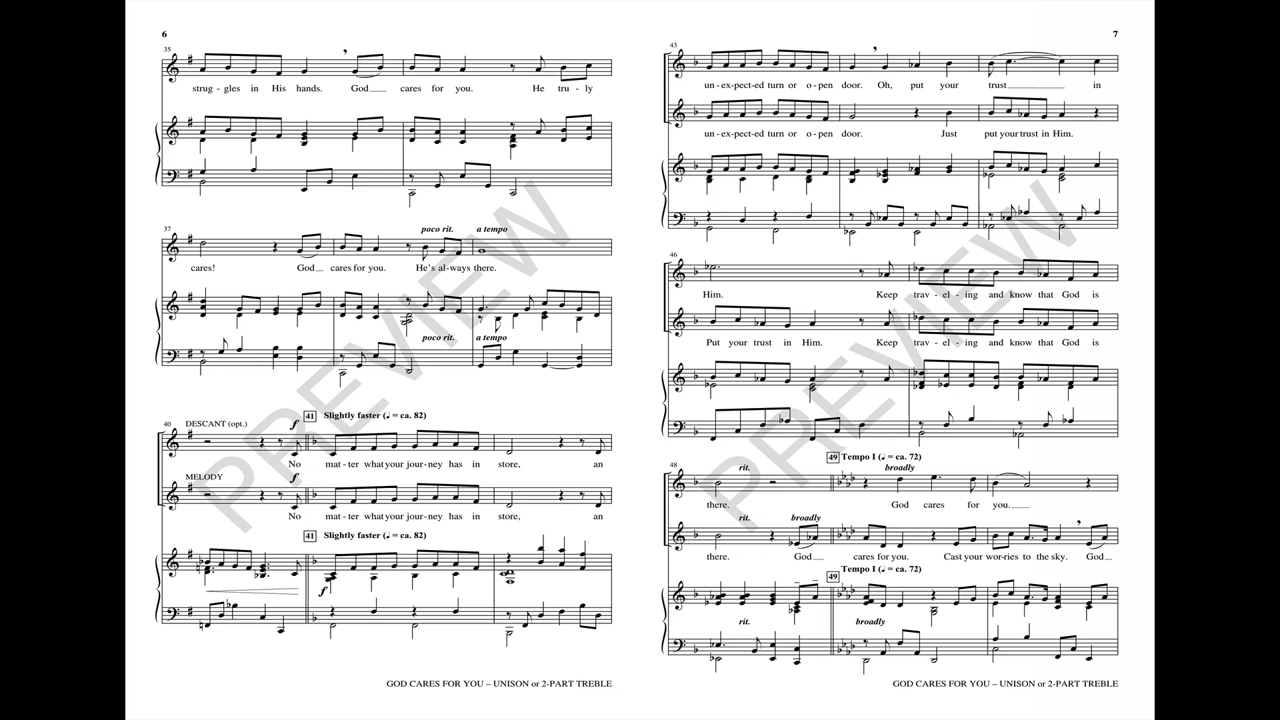 6
35
strug - gles in His hands. God cares for you. He tru - ly
37
poco rit. a tempo
cares! God cares for you. He's al-ways there.
poco rit. a tempo
41 Slightly faster (♩ = ca. 82)
40 DESCANT (opt.) f
No mat - ter what your jour - ney has in store, an
MELODY f
No mat - ter what your jour - ney has in store, an
41 Slightly faster (♩ = ca. 82)
f
GOD CARES FOR YOU – UNISON or 2-PART TREBLE
7
43
un - ex - pect - ed turn or o - pen door. Oh, put your trust in
un - ex - pect - ed turn or o - pen door. Just put your trust in Him.
46
Him. Keep trav - el - ing and know that God is
Put your trust in Him. Keep trav - el - ing and know that God is
49 Tempo I (♩ = ca. 72)
48 rit. broadly
there. God cares for you.
rit. broadly
there. God cares for you. Cast your wor - ries to the sky. God
49 Tempo I (♩ = ca. 72)
rit. broadly
GOD CARES FOR YOU – UNISON or 2-PART TREBLE
PREVIEW
PREVIEW